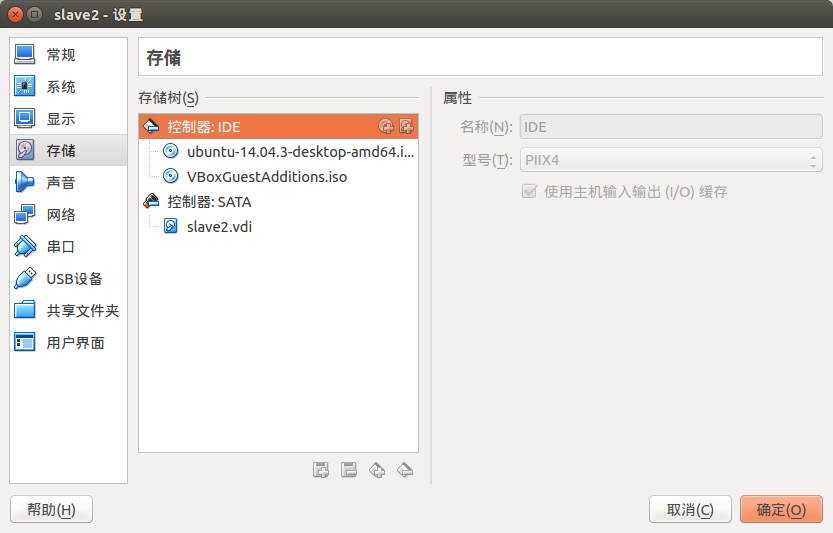 slave2 - 设置
常规
系统
显示
存储
声音
网络
串口
USB设备
共享文件夹
用户界面
存储
存储树(S)
控制器: IDE
ubuntu-14.04.3-desktop-amd64.i...
VBoxGuestAdditions.iso
控制器: SATA
slave2.vdi
属性
名称(N): IDE
型号(T): PIIX4
使用主机输入输出 (I/O) 缓存
帮助(H)
取消(C)
确定(O)